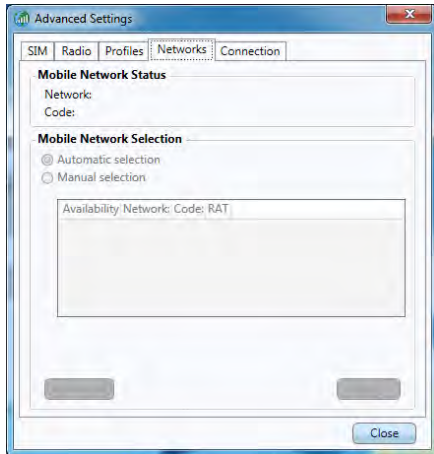 Advanced Settings
SIM Radio Profiles Networks Connection
Mobile Network Status
Network:
Code:
Mobile Network Selection
Automatic selection
Manual selection
Availability Network: Code: RAT
Close